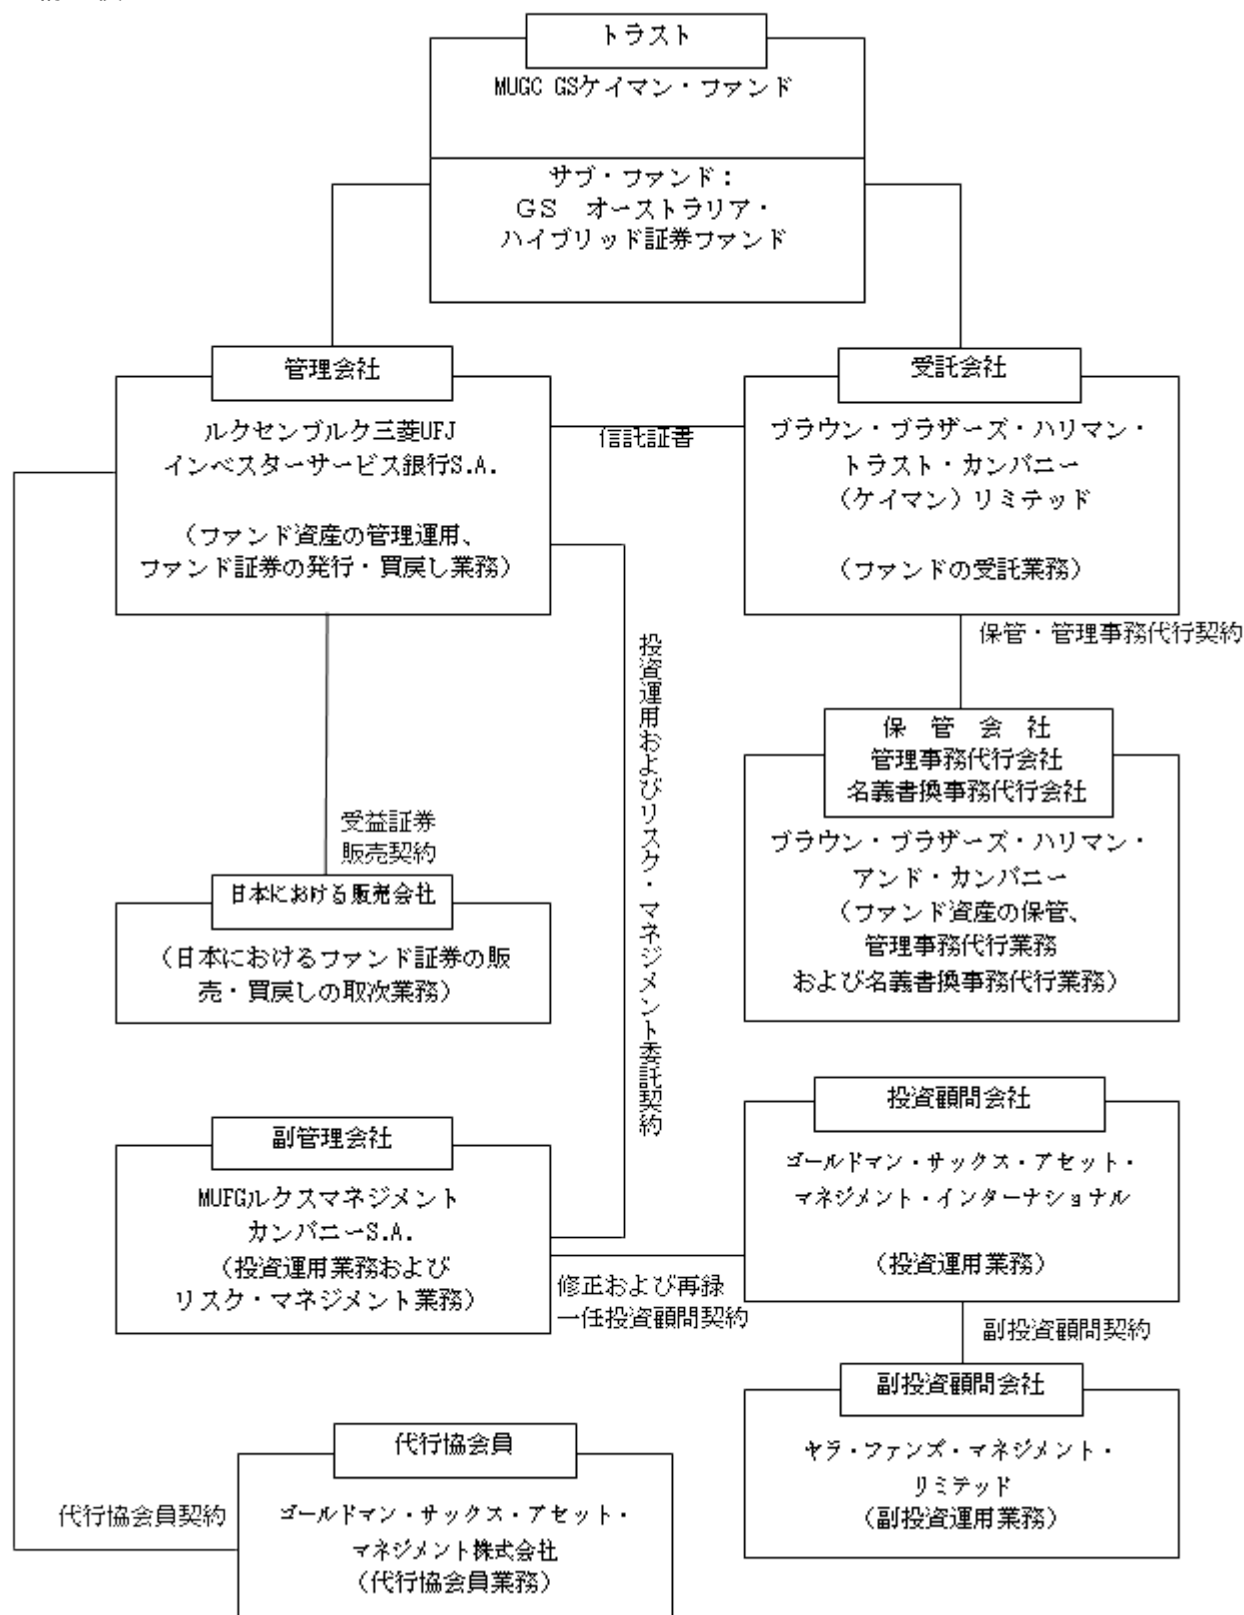 トラスト
MUGC GSケイマン・ファンド
サブ・ファンド：
ＧＳ　オーストラリア・
ハイブリッド証券ファンド
管理会社
ルクセンブルク三菱UFJ
インベスターサービス銀行S.A.
（ファンド資産の管理運用、
ファンド証券の発行・買戻し業務）
信託証書
受託会社
ブラウン・ブラザーズ・ハリマン・
トラスト・カンパニー
（ケイマン）リミテッド
（ファンドの受託業務）
保管・管理事務代行契約
投資運用およびリスク・マネジメント委託契約
保　管　会　社
管理事務代行会社
名義書換事務代行会社
ブラウン・ブラザーズ・ハリマン・
アンド・カンパニー
（ファンド資産の保管、
管理事務代行業務
および名義書換事務代行業務）
受益証券
販売契約
日本における販売会社
（日本におけるファンド証券の販
売・買戻しの取次業務）
副管理会社
MUFGルクスマネジメント
カンパニーS.A.
（投資運用業務および
リスク・マネジメント業務）
修正および再録
一任投資顧問契約
投資顧問会社
ゴールドマン・サックス・アセット・
マネジメント・インターナショナル
（投資運用業務）
副投資顧問契約
副投資顧問会社
ヤラ・ファンズ・マネジメント・
リミテッド
（副投資運用業務）
代行協会員契約
代行協会員
ゴールドマン・サックス・アセット・
マネジメント株式会社
（代行協会員業務）